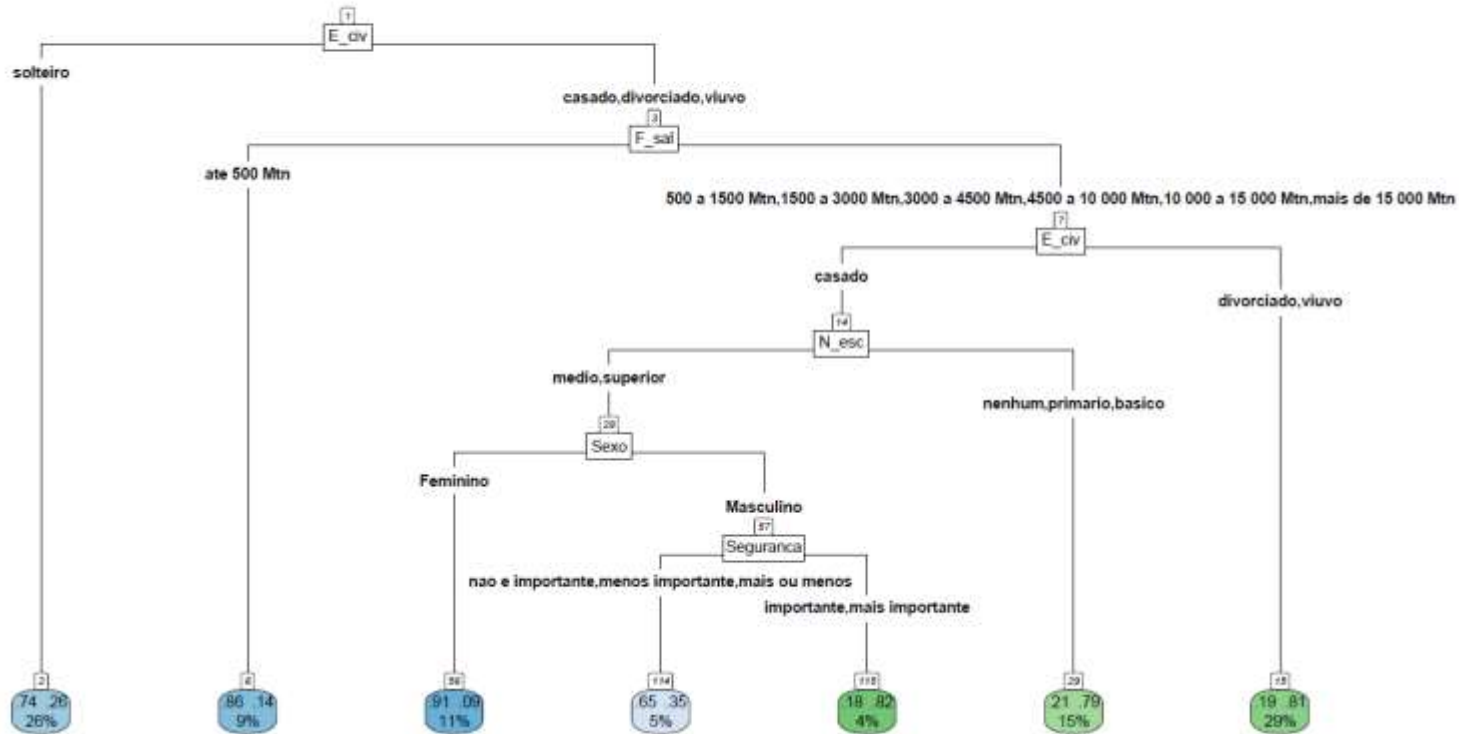 1
E_civ
solteiro
casado,divorciado,viuvo
3
F_sal
ate 500 Mtn
500 a 1500 Mtn,1500 a 3000 Mtn,3000 a 4500 Mtn,4500 a 10 000 Mtn,10 000 a 15 000 Mtn,mais de 15 000 Mtn
7
E_civ
casado
divorciado,viuvo
14
N_esc
medio,superior
nenhum,primario,basico
28
Sexo
Feminino
Masculino
57
Seguranca
nao e importante,menos importante,mais ou menos
importante,mais importante
2 6 56 114 115 29 15
74 .26 86 .14 91 .09 65 .35 18 .82 21 .79 19 .81
26% 9% 11% 5% 4% 15% 29%